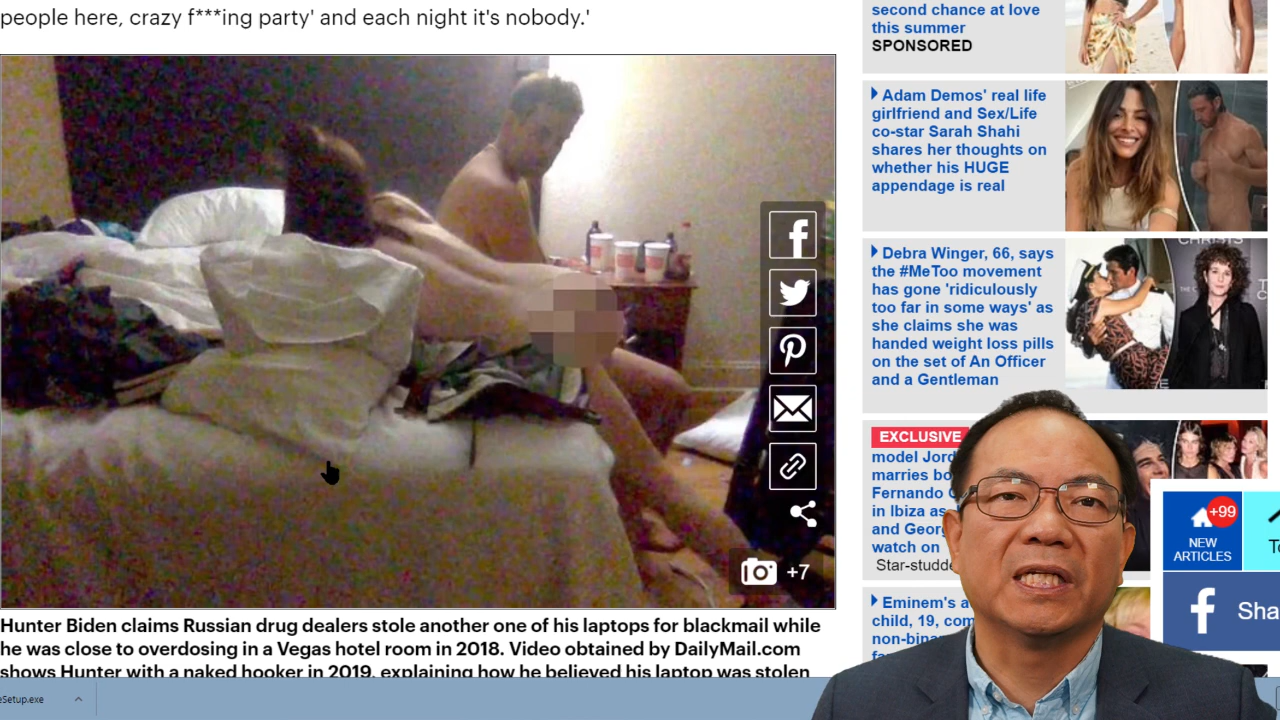 people here, crazy f***ing party' and each night it's nobody.'
+7
Hunter Biden claims Russian drug dealers stole another one of his laptops for blackmail while
he was close to overdosing in a Vegas hotel room in 2018. Video obtained by DailyMail.com
shows Hunter with a naked hooker in 2019, explaining how he believed his laptop was stolen
second chance at love
this summer
SPONSORED
Adam Demos' real life
girlfriend and Sex/Life
co-star Sarah Shahi
shares her thoughts on
whether his HUGE
appendage is real
Debra Winger, 66, says
the #MeToo movement
has gone 'ridiculously
too far in some ways' as
she claims she was
handed weight loss pills
on the set of An Officer
and a Gentleman
EXCLUSIVE
model Jord
marries bo
Fernando
in Ibiza as
and Georg
watch on
Star-studde
Eminem's a
child, 19, com
non-bina
+99
NEW
ARTICLES
To
Sha
eSetup.exe